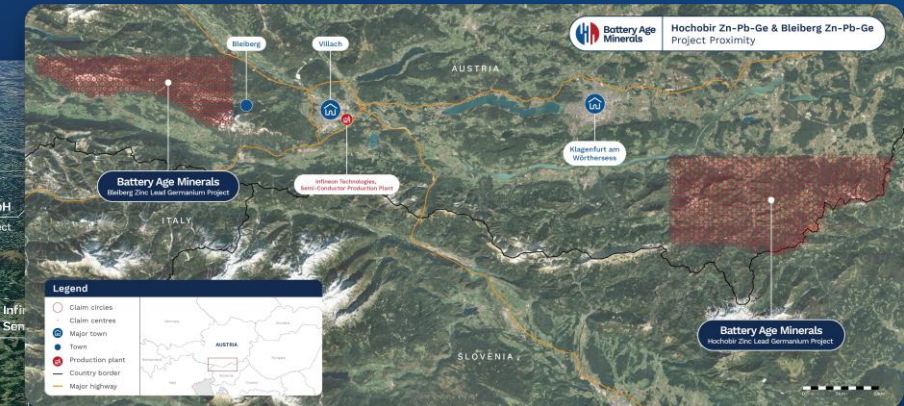 Battery Age
Minerals
Hochobir Zn-Pb-Ge & Bleiberg Zn-Pb-Ge
Project Proximity
Bleiberg
Villach
AUSTRIA
Klagenfurt am
Wörthersess
Infineon Technologies,
Semi-Conductor Production Plant
Battery Age Minerals
Bleiberg Zinc Lead Germanium Project
ITALY
Battery Age Minerals
Hochobir Zinc Lead Germanium Project
SLOVENIA
Legend
Claim circles
Claim centres
Major town
Town
Production plant
Country border
Major highway
AUSTRIA